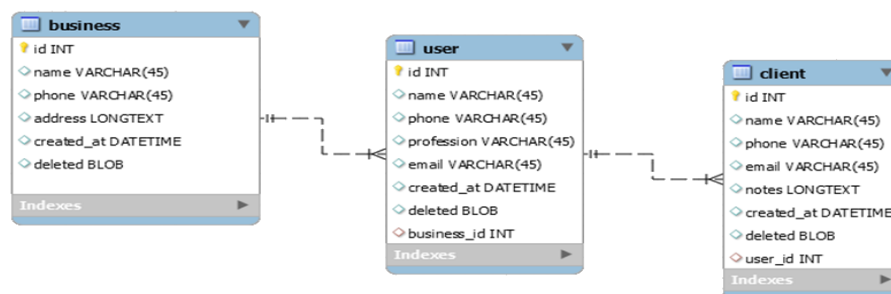 business
id INT
name VARCHAR(45)
phone VARCHAR(45)
address LONGTEXT
created_at DATETIME
deleted BLOB
Indexes
user
id INT
name VARCHAR(45)
phone VARCHAR(45)
profession VARCHAR(45)
email VARCHAR(45)
created_at DATETIME
deleted BLOB
business_id INT
Indexes
client
id INT
name VARCHAR(45)
phone VARCHAR(45)
email VARCHAR(45)
notes LONGTEXT
created_at DATETIME
deleted BLOB
user_id INT
Indexes